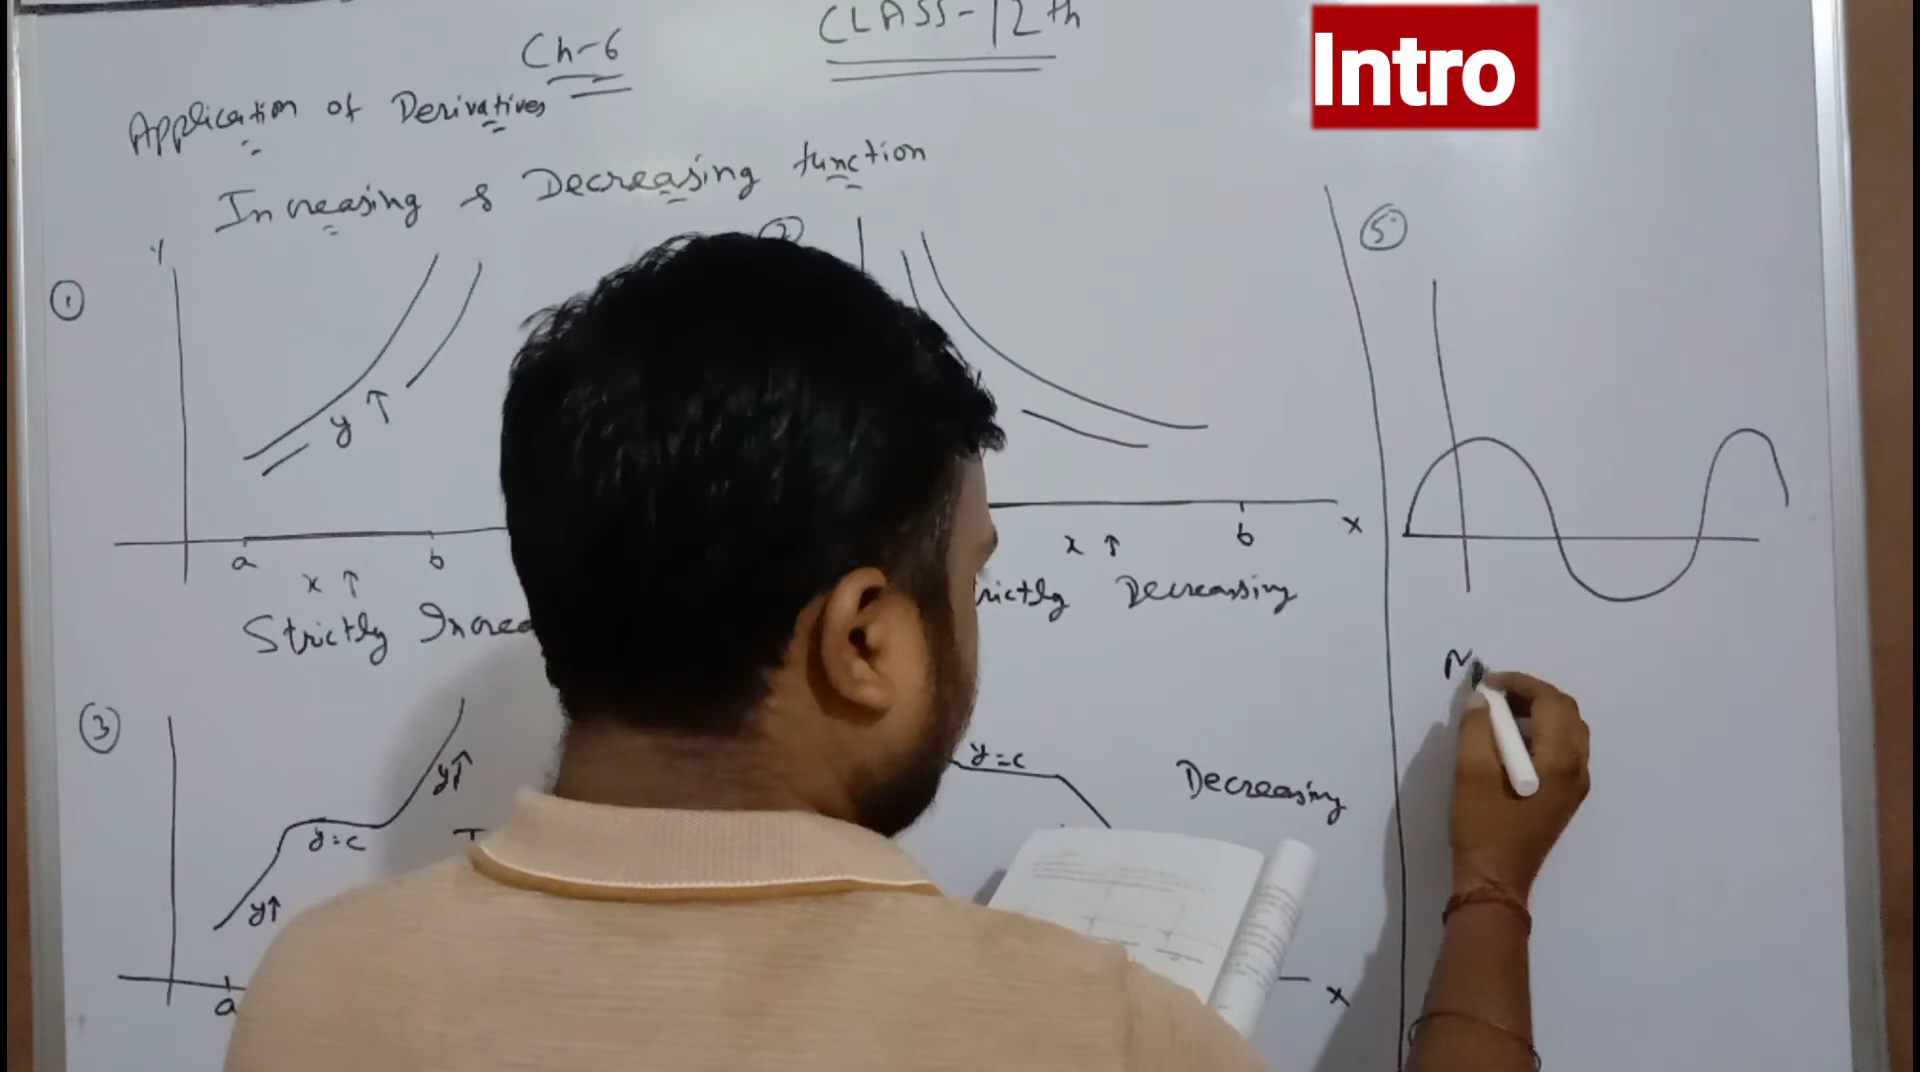 CLASS-12th
Intro
Ch-6
Application of Derivatives
Increasing & Decreasing function
1
Y
y ↑
a
b
x ↑
Strictly
2
x ↑
b
x
Decreasing
3
y↑
y=c
y↑
a
y=c
Decreasing
x
5